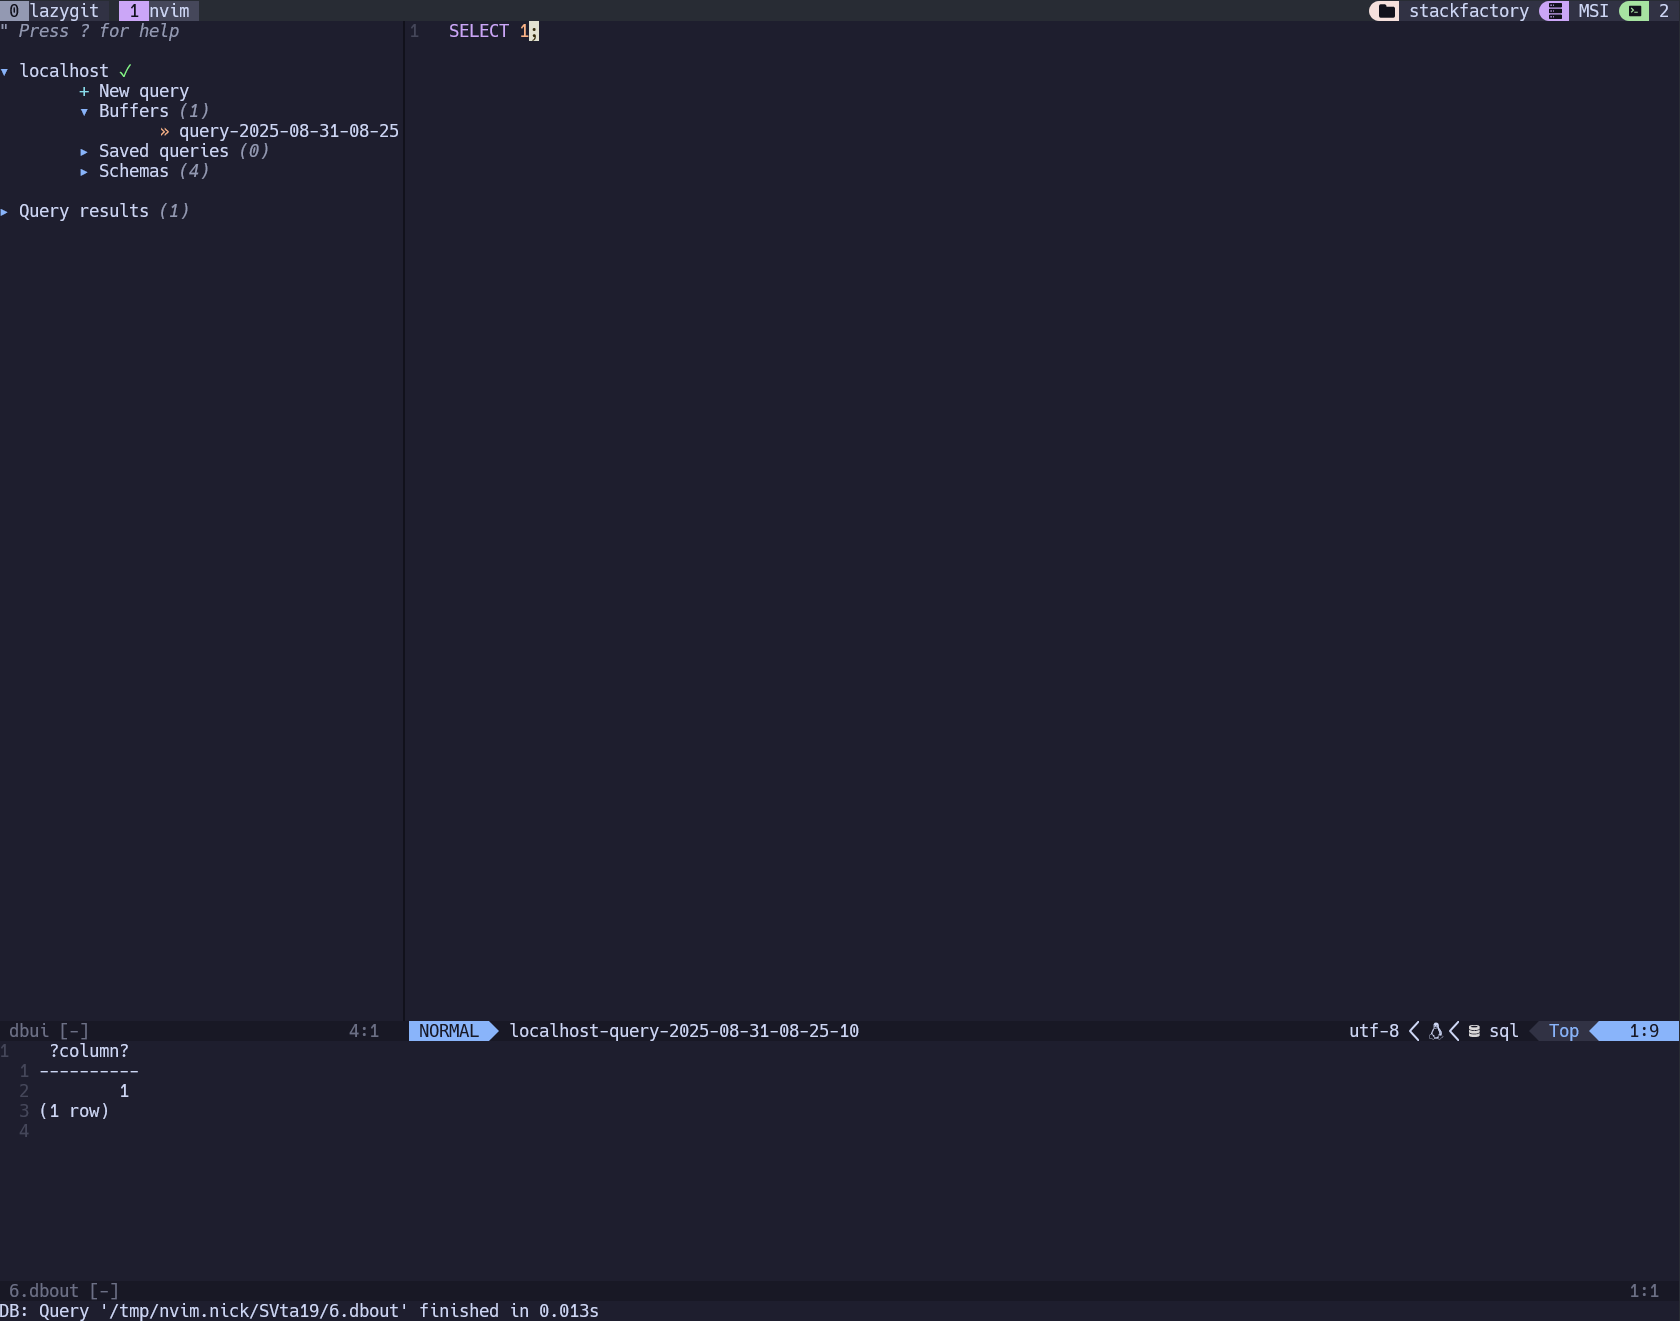 0 lazygit 1 nvim stackfactory MSI 2
" Press ? for help
▾ localhost ✓
+ New query
▾ Buffers (1)
» query-2025-08-31-08-25
▸ Saved queries (0)
▸ Schemas (4)
▸ Query results (1)
1 SELECT 1;
dbui [-] 4:1
NORMAL localhost-query-2025-08-31-08-25-10 utf-8 sql Top 1:9
1 ?column?
1 ----------
2 1
3 (1 row)
4
6.dbout [-] 1:1
DB: Query '/tmp/nvim.nick/SVta19/6.dbout' finished in 0.013s